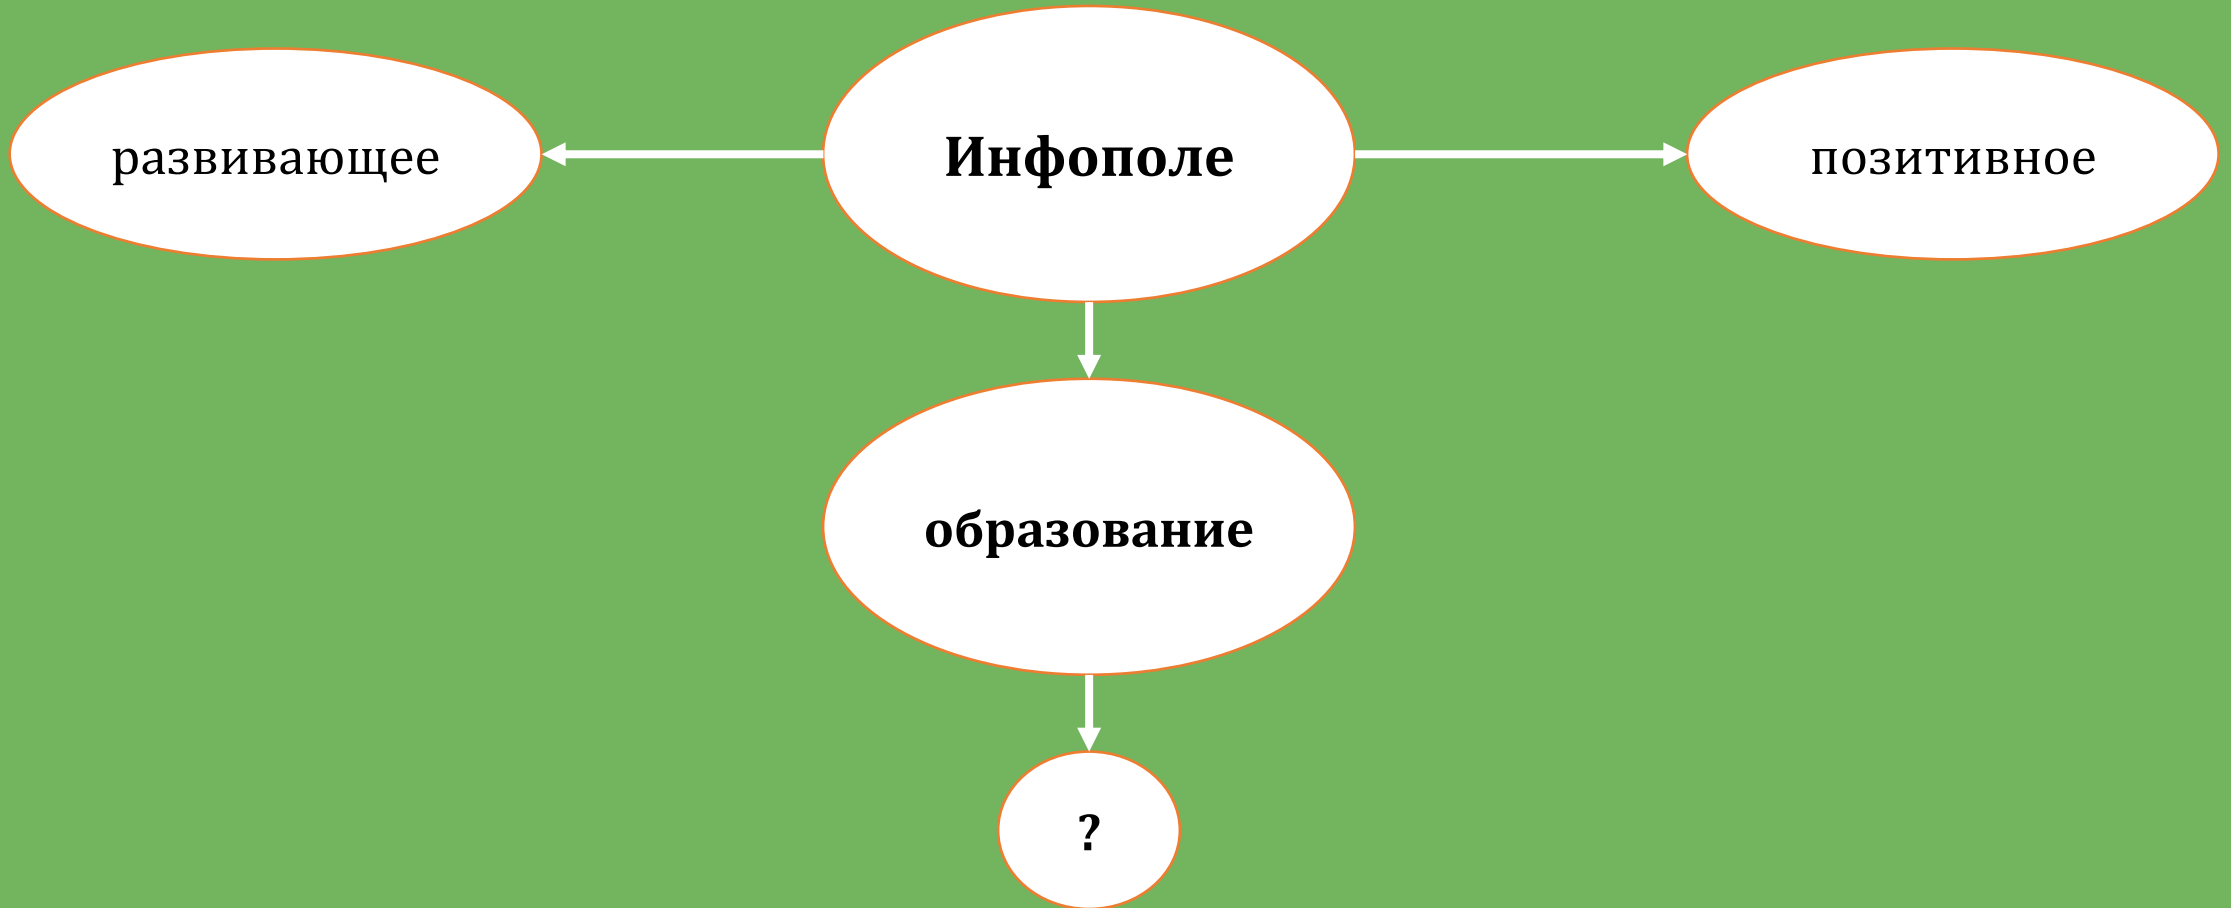 развивающее
Инфополе
позитивное
образование
?